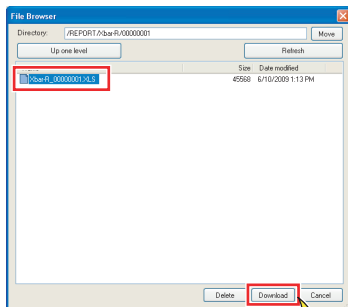 File Browser
Directory: /REPORT/Xbar-R/00000001 Move
Up one level Refresh
Size Date modified
Xbar-R_00000001.XLS 45568 6/10/2009 1:13 PM
Delete Download Cancel